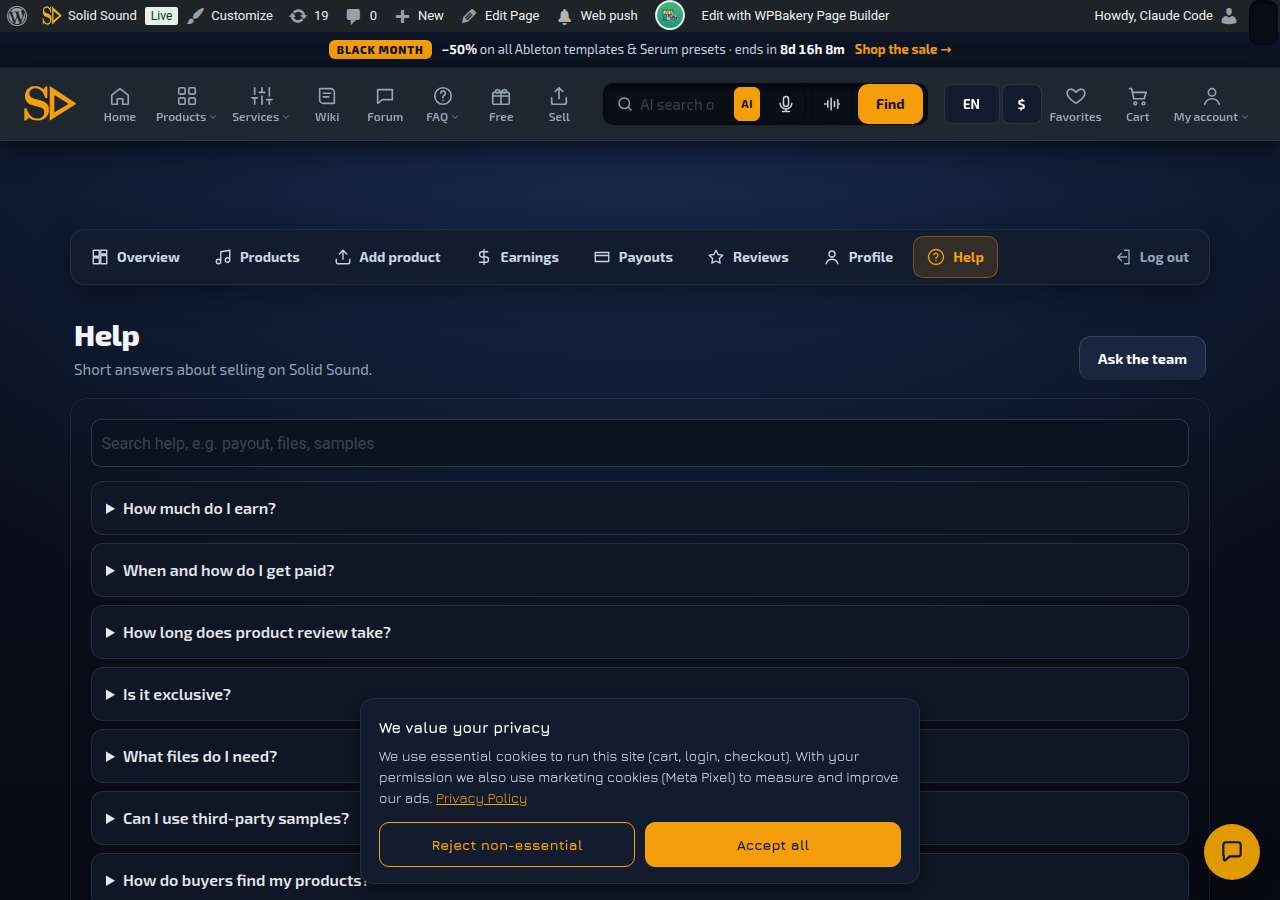 Solid Sound Live Customize 19 0 New Edit Page Web push Edit with WPBakery Page Builder Howdy, Claude Code
BLACK MONTH −50% on all Ableton templates & Serum presets · ends in 8d 16h 8m Shop the sale →
Home Products Services Wiki Forum FAQ Free Sell AI search o AI Find EN $ Favorites Cart My account
Overview Products Add product Earnings Payouts Reviews Profile Help Log out
Help
Short answers about selling on Solid Sound.
Ask the team
Search help, e.g. payout, files, samples
How much do I earn?
When and how do I get paid?
How long does product review take?
Is it exclusive?
What files do I need?
Can I use third-party samples?
How do buyers find my products?
We value your privacy
We use essential cookies to run this site (cart, login, checkout). With your
permission we also use marketing cookies (Meta Pixel) to measure and improve
our ads. Privacy Policy
Reject non-essential Accept all